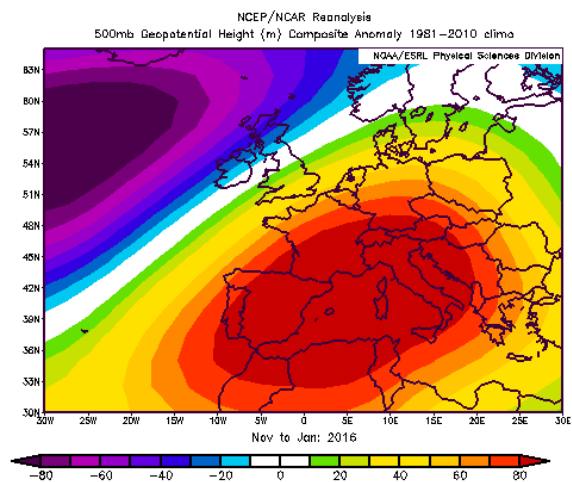 NCEP/NCAR Reanalysis
500mb Geopotential Height (m) Composite Anomaly 1981-2010 climo
NOAA/ESRL Physical Sciences Division
63N
60N
57N
54N
51N
48N
45N
42N
39N
36N
33N
30N
30W 25W 20W 15W 10W 5W 0 5E 10E 15E 20E 25E 30E
Nov to Jan: 2016
-80 -60 -40 -20 0 20 40 60 80